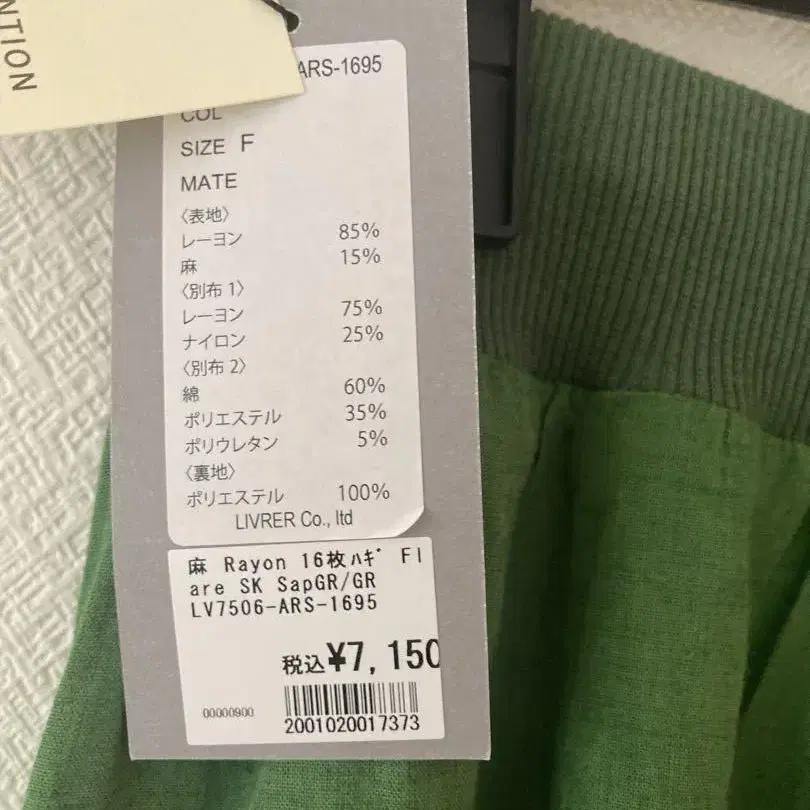 NTION
ARS-1695
COL
SIZE F
MATE
〈表地〉
レーヨン 85%
麻 15%
〈別布1〉
レーヨン 75%
ナイロン 25%
〈別布2〉
綿 60%
ポリエステル 35%
ポリウレタン 5%
〈裏地〉
ポリエステル 100%
LIVRER Co., ltd
麻 Rayon 16枚ﾊｷﾞ Fl
are SK SapGR/GR
LV7506-ARS-1695
税込¥7,150
00000900
2001020017373